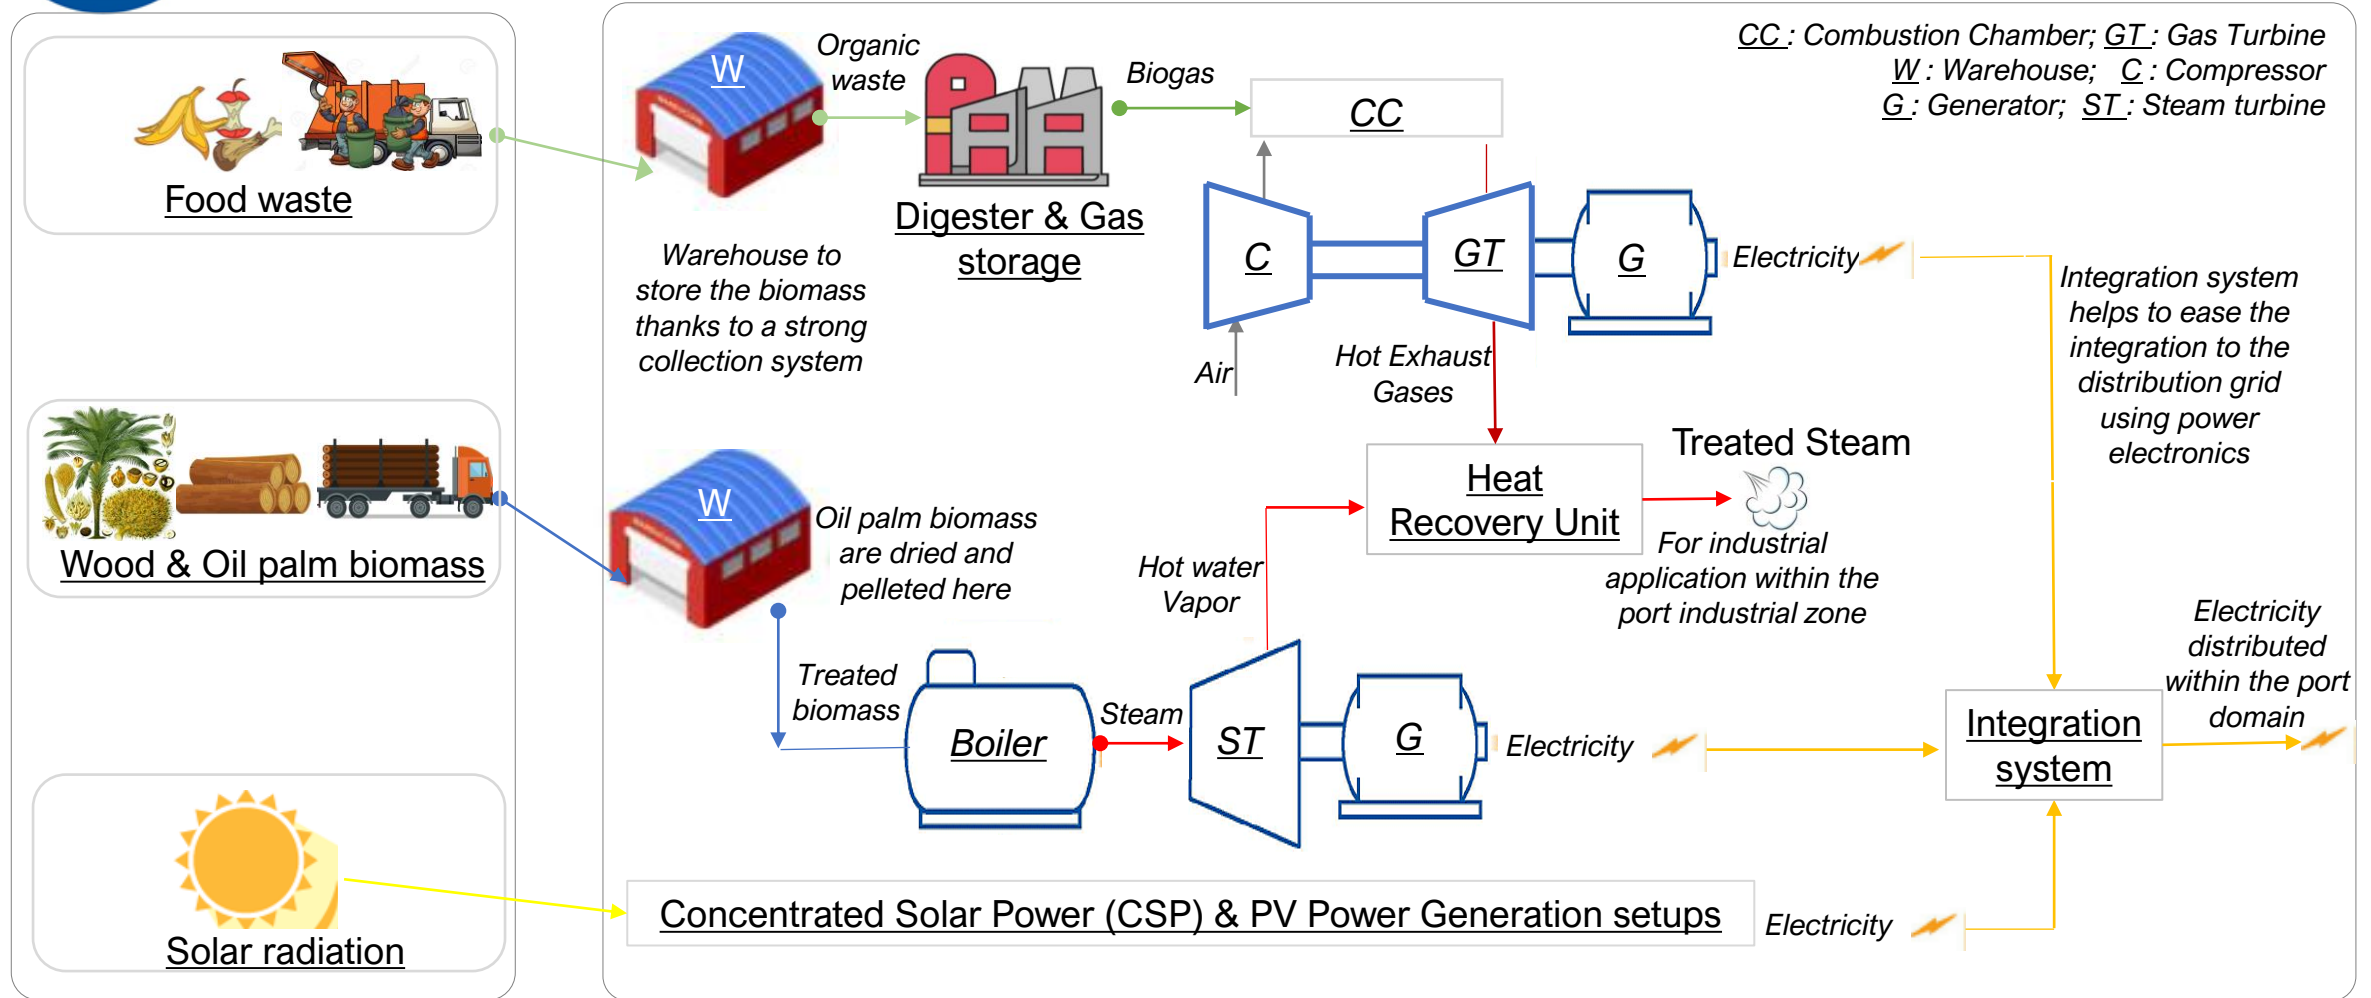 CC : Combustion Chamber; GT : Gas Turbine
W : Warehouse; C : Compressor
G : Generator; ST : Steam turbine
Food waste
W
Organic
waste
Biogas
CC
Digester & Gas
storage
Warehouse to
store the biomass
thanks to a strong
collection system
C
GT
G
Electricity
Air
Hot Exhaust
Gases
Integration system
helps to ease the
integration to the
distribution grid
using power
electronics
Wood & Oil palm biomass
W
Oil palm biomass
are dried and
pelleted here
Heat
Recovery Unit
Treated Steam
For industrial
application within the
port industrial zone
Hot water
Vapor
Treated
biomass
Boiler
Steam
ST
G
Electricity
Integration
system
Electricity
distributed
within the port
domain
Solar radiation
Concentrated Solar Power (CSP) & PV Power Generation setups
Electricity